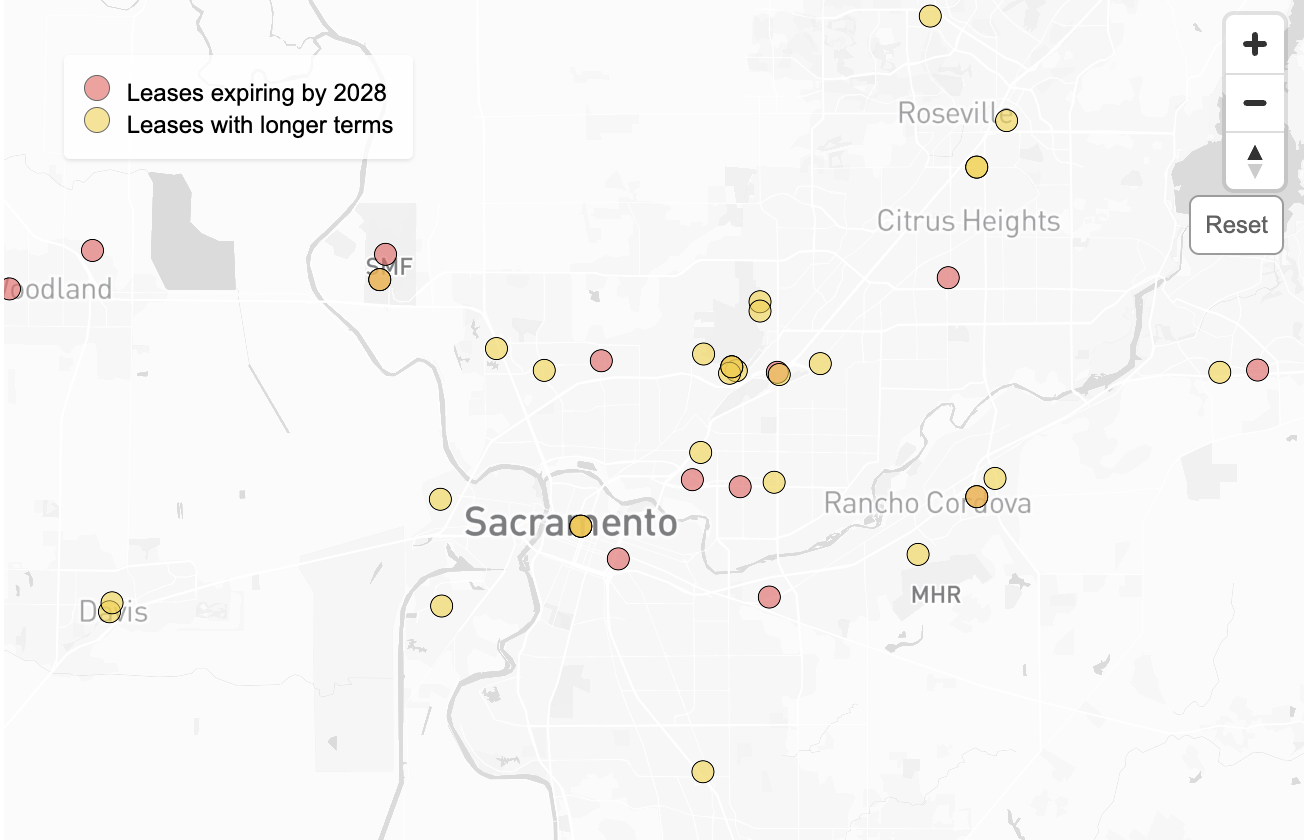 Leases expiring by 2028
Leases with longer terms
Roseville
Citrus Heights
Reset
SMF
oodland
Rancho Cordova
Sacramento
MHR
Davis